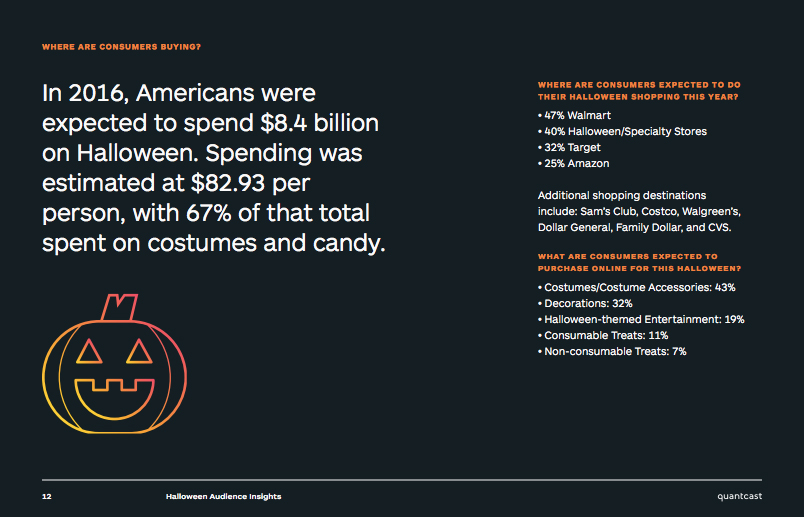 WHERE ARE CONSUMERS BUYING?
In 2016, Americans were
expected to spend $8.4 billion
on Halloween. Spending was
estimated at $82.93 per
person, with 67% of that total
spent on costumes and candy.
WHERE ARE CONSUMERS EXPECTED TO DO
THEIR HALLOWEEN SHOPPING THIS YEAR?
• 47% Walmart
• 40% Halloween/Specialty Stores
• 32% Target
• 25% Amazon
Additional shopping destinations
include: Sam's Club, Costco, Walgreen's,
Dollar General, Family Dollar, and CVS.
WHAT ARE CONSUMERS EXPECTED TO
PURCHASE ONLINE FOR THIS HALLOWEEN?
• Costumes/Costume Accessories: 43%
• Decorations: 32%
• Halloween-themed Entertainment: 19%
• Consumable Treats: 11%
• Non-consumable Treats: 7%
12 Halloween Audience Insights quantcast